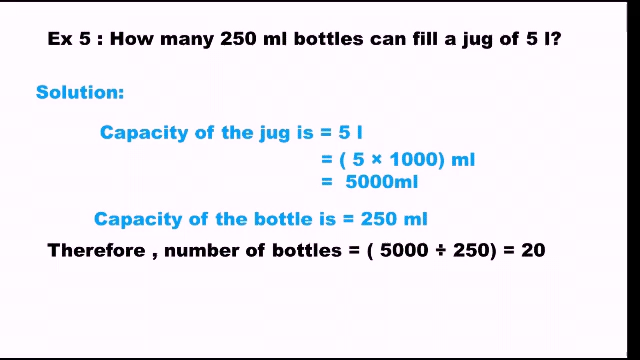 Ex 5 : How many 250 ml bottles can fill a jug of 5 l?
Solution:
Capacity of the jug is = 5 l
= ( 5 × 1000) ml
= 5000ml
Capacity of the bottle is = 250 ml
Therefore , number of bottles = ( 5000 ÷ 250) = 20